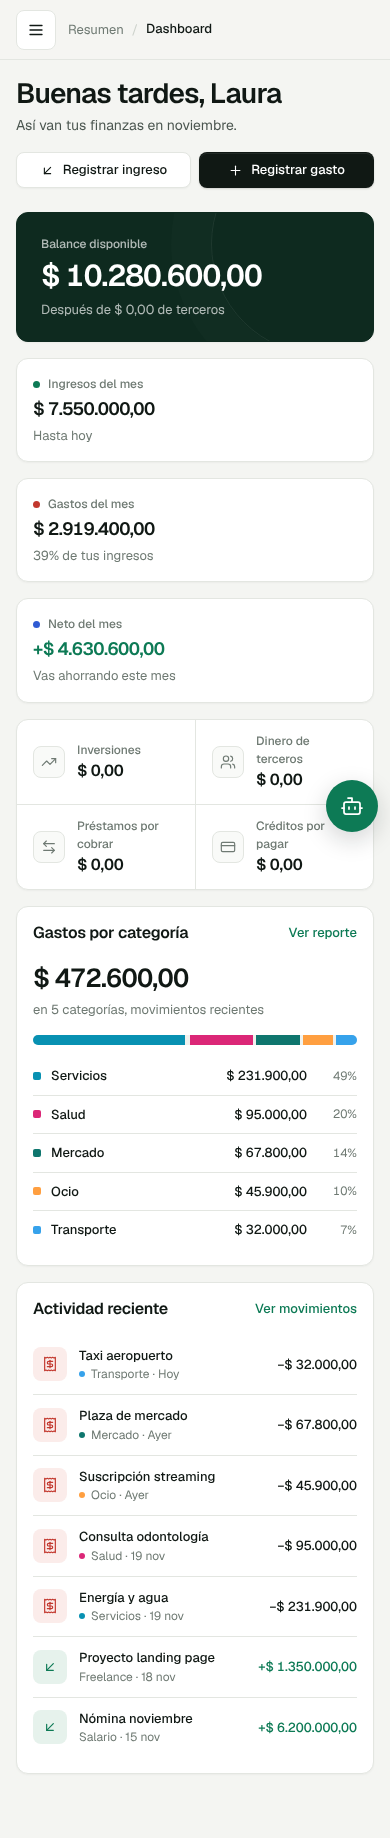 Resumen / Dashboard
Buenas tardes, Laura
Así van tus finanzas en noviembre.
Registrar ingreso
Registrar gasto
Balance disponible
$ 10.280.600,00
Después de $ 0,00 de terceros
Ingresos del mes
$ 7.550.000,00
Hasta hoy
Gastos del mes
$ 2.919.400,00
39% de tus ingresos
Neto del mes
+$ 4.630.600,00
Vas ahorrando este mes
Inversiones
$ 0,00
Dinero de
terceros
$ 0,00
Préstamos por
cobrar
$ 0,00
Créditos por
pagar
$ 0,00
Gastos por categoría
Ver reporte
$ 472.600,00
en 5 categorías, movimientos recientes
Servicios $ 231.900,00 49%
Salud $ 95.000,00 20%
Mercado $ 67.800,00 14%
Ocio $ 45.900,00 10%
Transporte $ 32.000,00 7%
Actividad reciente
Ver movimientos
Taxi aeropuerto
Transporte · Hoy
−$ 32.000,00
Plaza de mercado
Mercado · Ayer
−$ 67.800,00
Suscripción streaming
Ocio · Ayer
−$ 45.900,00
Consulta odontología
Salud · 19 nov
−$ 95.000,00
Energía y agua
Servicios · 19 nov
−$ 231.900,00
Proyecto landing page
Freelance · 18 nov
+$ 1.350.000,00
Nómina noviembre
Salario · 15 nov
+$ 6.200.000,00